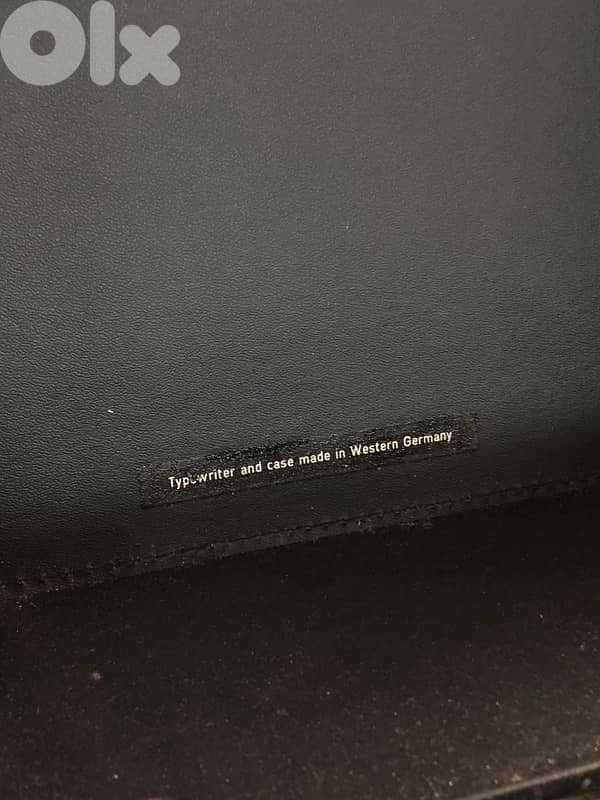 Olx
Typewriter and case made in Western Germany